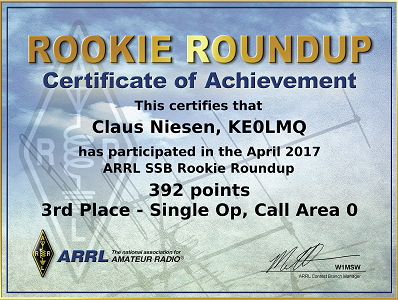 ROOKIE ROUNDUP
Certificate of Achievement
This certifies that
Claus Niesen, KE0LMQ
has participated in the April 2017
ARRL SSB Rookie Roundup
392 points
3rd Place - Single Op, Call Area 0
ARRL The national association for
AMATEUR RADIO®
W1MSW
ARRL Contest Branch Manager